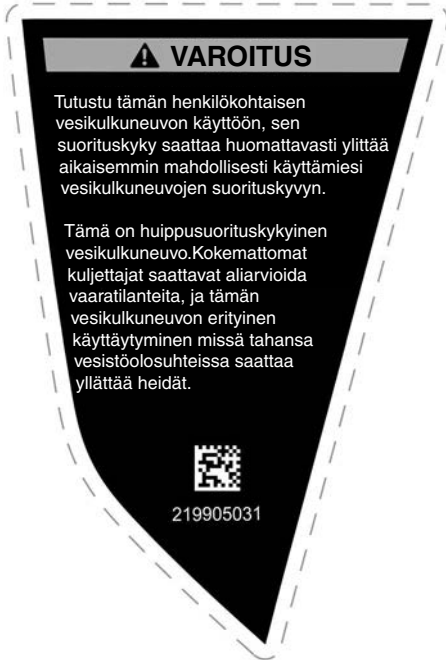 VAROITUS
Tutustu tämän henkilökohtaisen
vesikulkuneuvon käyttöön, sen
suorituskyky saattaa huomattavasti ylittää
aikaisemmin mahdollisesti käyttämiesi
vesikulkuneuvojen suorituskyvyn.
Tämä on huippusuorituskykyinen
vesikulkuneuvo.Kokemattomat
kuljettajat saattavat aliarvioida
vaaratilanteita, ja tämän
vesikulkuneuvon erityinen
käyttäytyminen missä tahansa
vesistöolosuhteissa saattaa
yllättää heidät.
219905031